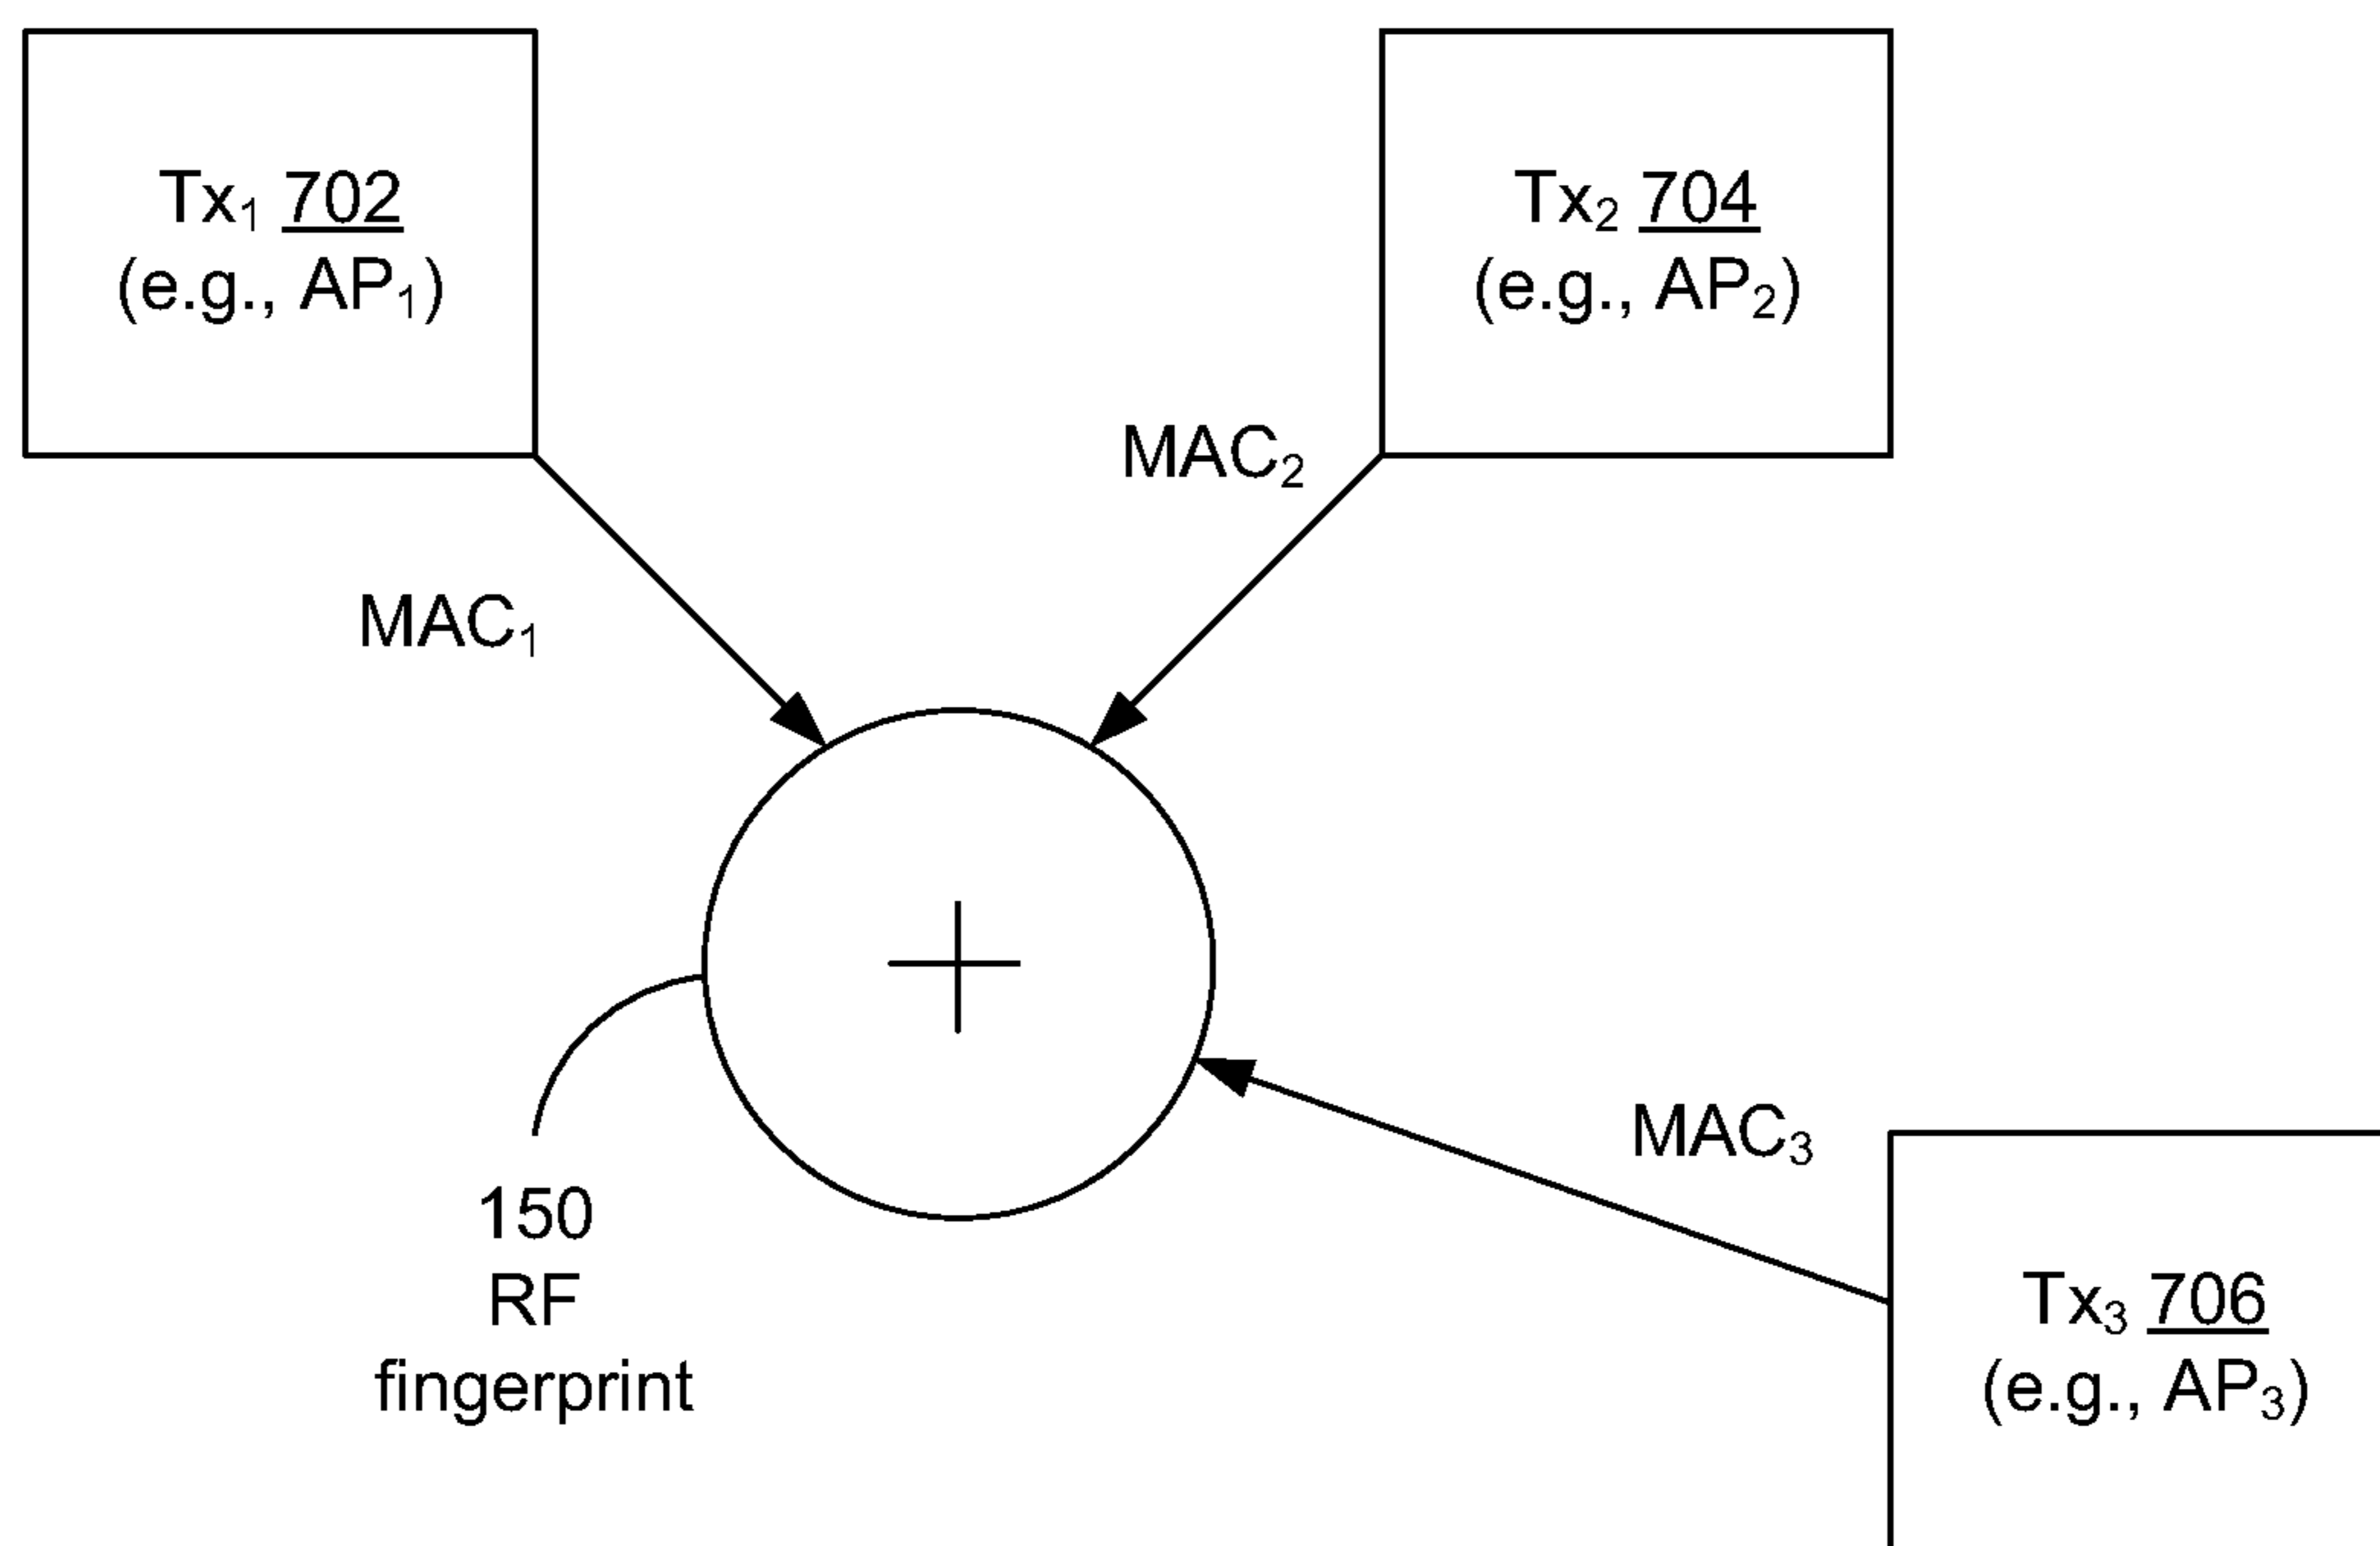 Tx₁ 702
(e.g., AP₁)
Tx₂ 704
(e.g., AP₂)
MAC₂
MAC₁
MAC₃
150
RF
fingerprint
Tx₃ 706
(e.g., AP₃)